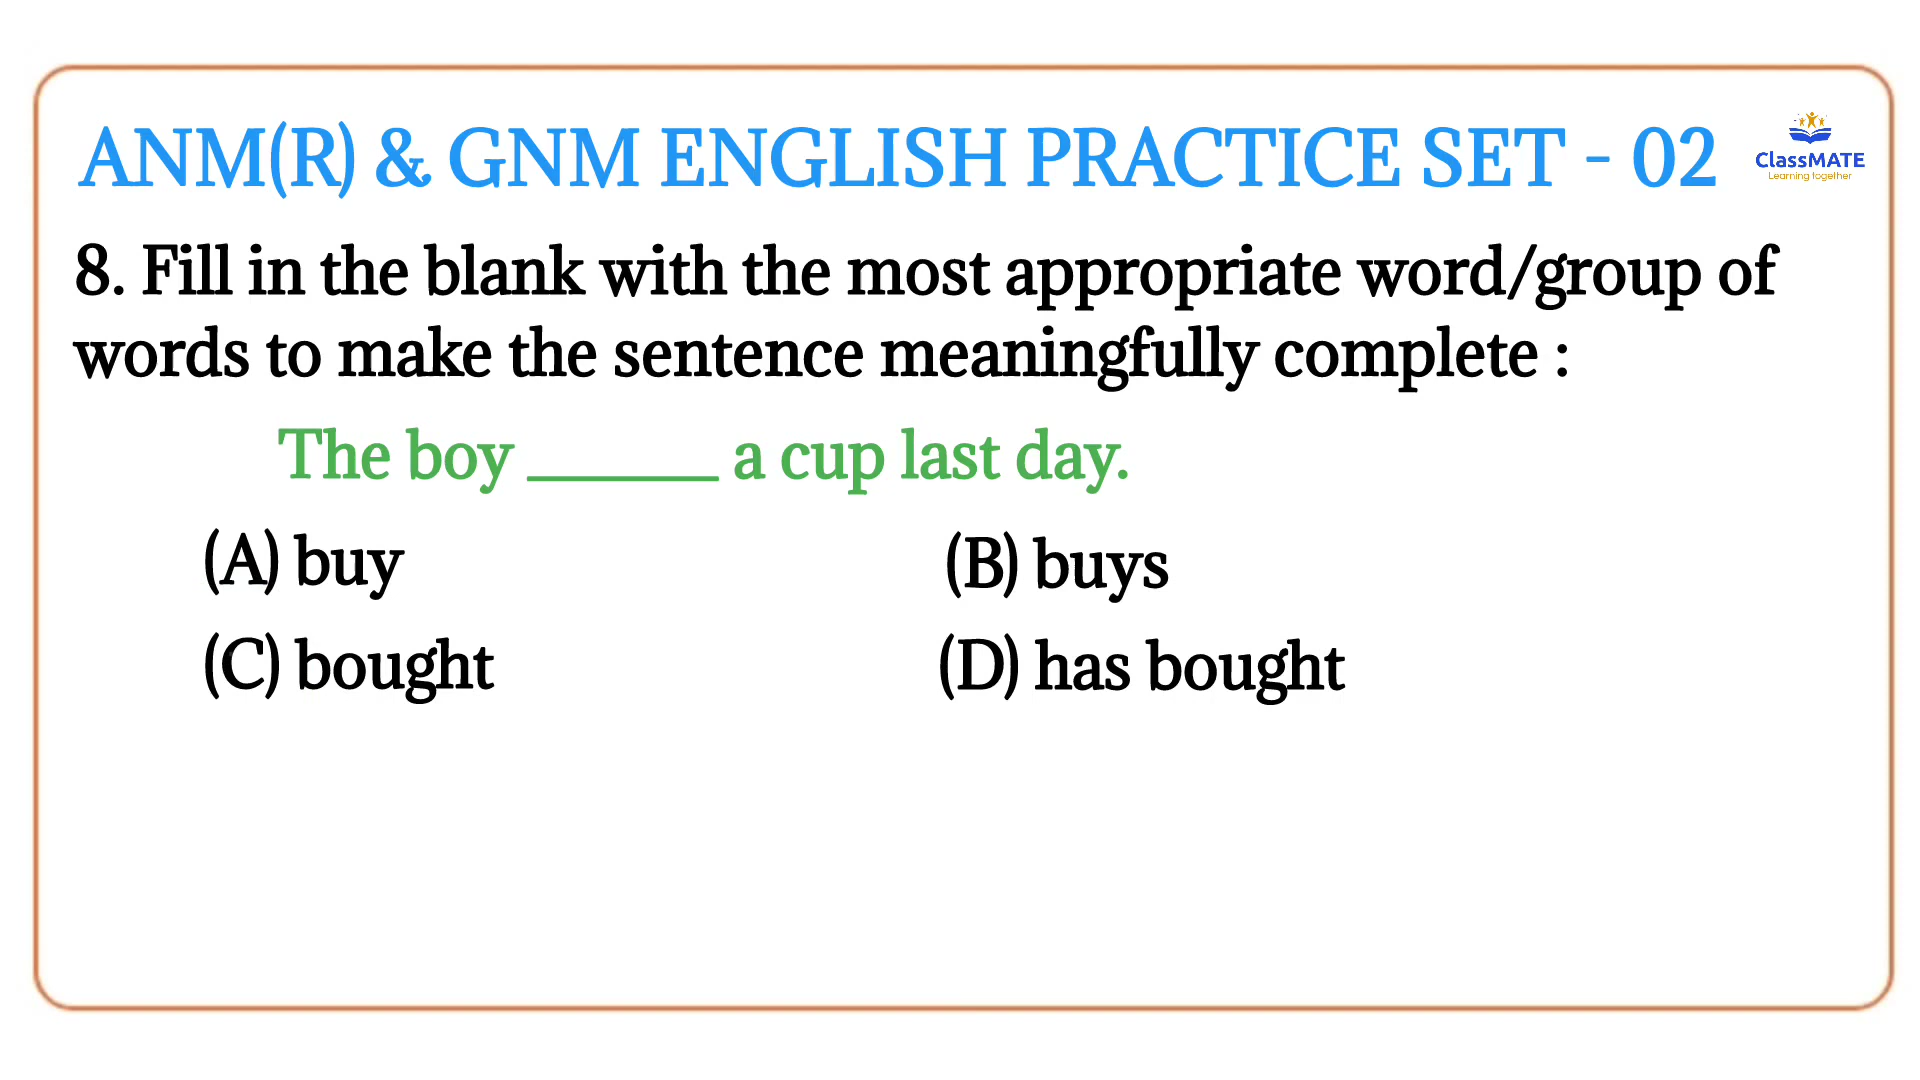 ANM(R) & GNM ENGLISH PRACTICE SET - 02
ClassMATE
Learning together
8. Fill in the blank with the most appropriate word/group of
words to make the sentence meaningfully complete :
The boy ______ a cup last day.
(A) buy (B) buys
(C) bought (D) has bought